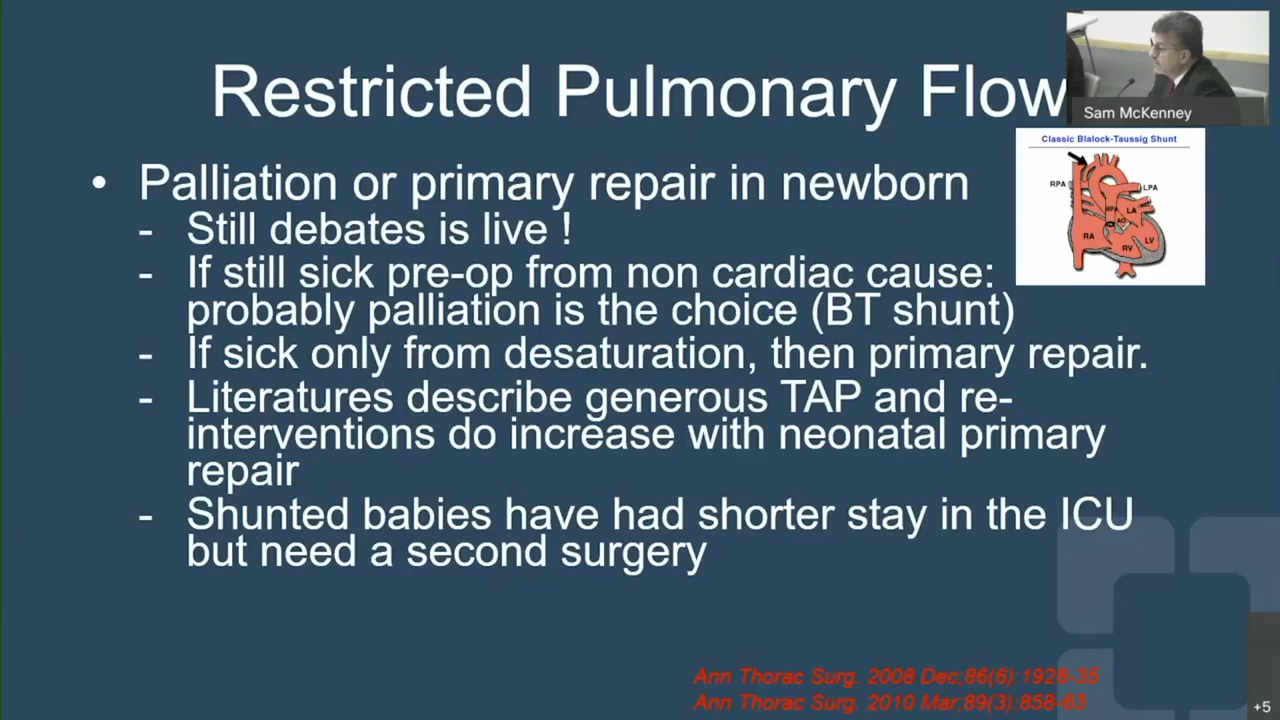 Restricted Pulmonary Flow
Sam McKenney
Classic Blalock-Taussig Shunt
RPA
LPA
LA
RA
RV
LV
• Palliation or primary repair in newborn
- Still debates is live !
- If still sick pre-op from non cardiac cause:
probably palliation is the choice (BT shunt)
- If sick only from desaturation, then primary repair.
- Literatures describe generous TAP and re-
interventions do increase with neonatal primary
repair
- Shunted babies have had shorter stay in the ICU
but need a second surgery
Ann Thorac Surg. 2008 Dec;86(6):1928-35
Ann Thorac Surg. 2010 Mar;89(3):858-63
+5